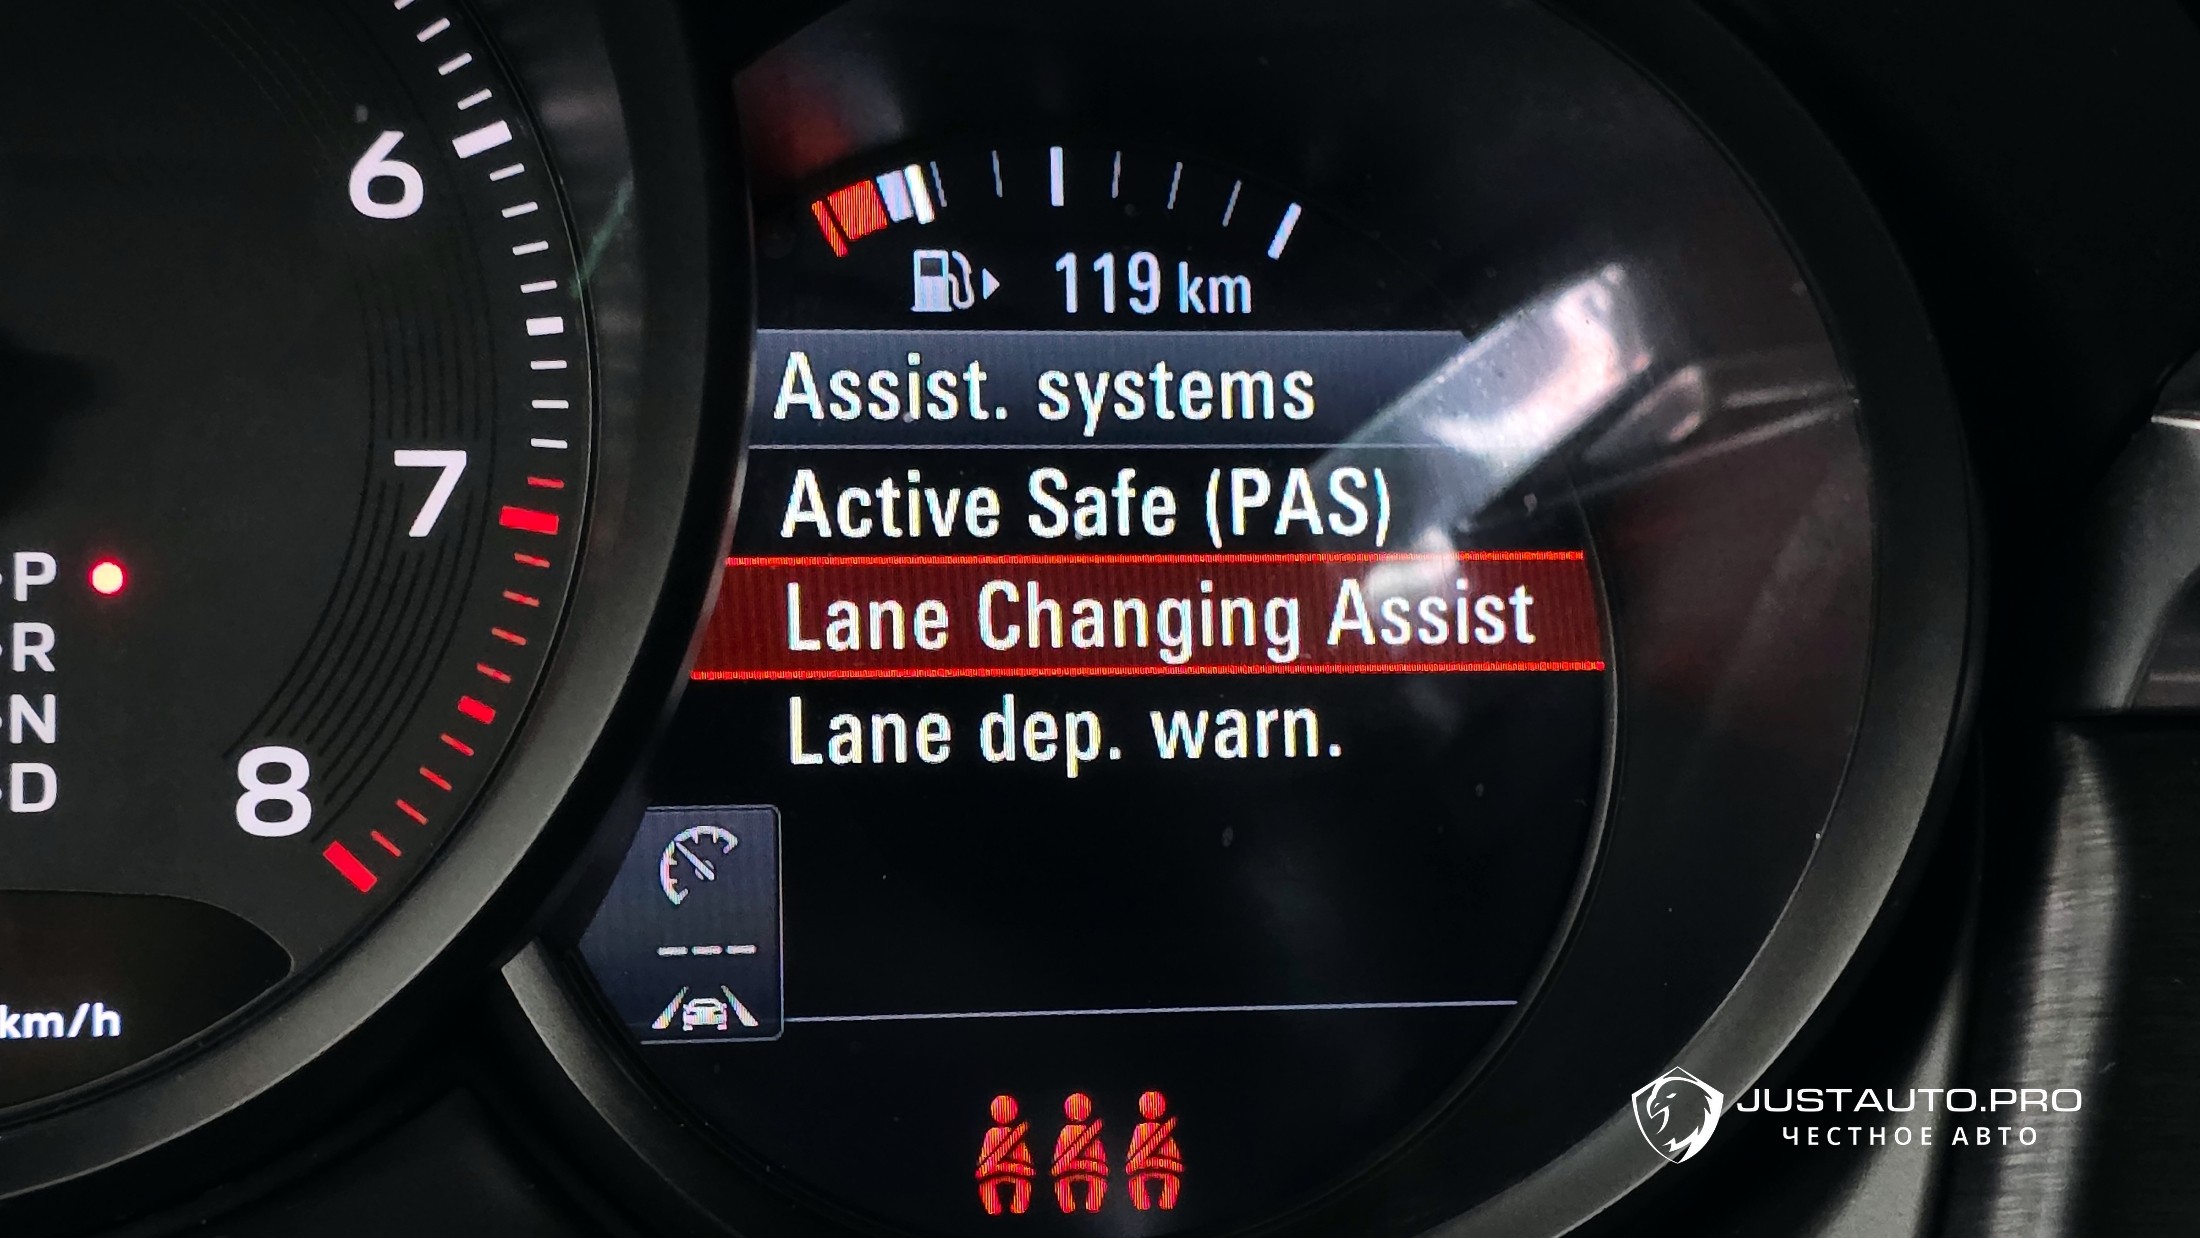 6
7
8
P
R
N
D
km/h
119 km
Assist. systems
Active Safe (PAS)
Lane Changing Assist
Lane dep. warn.
JUSTAUTO.PRO
ЧЕСТНОЕ АВТО